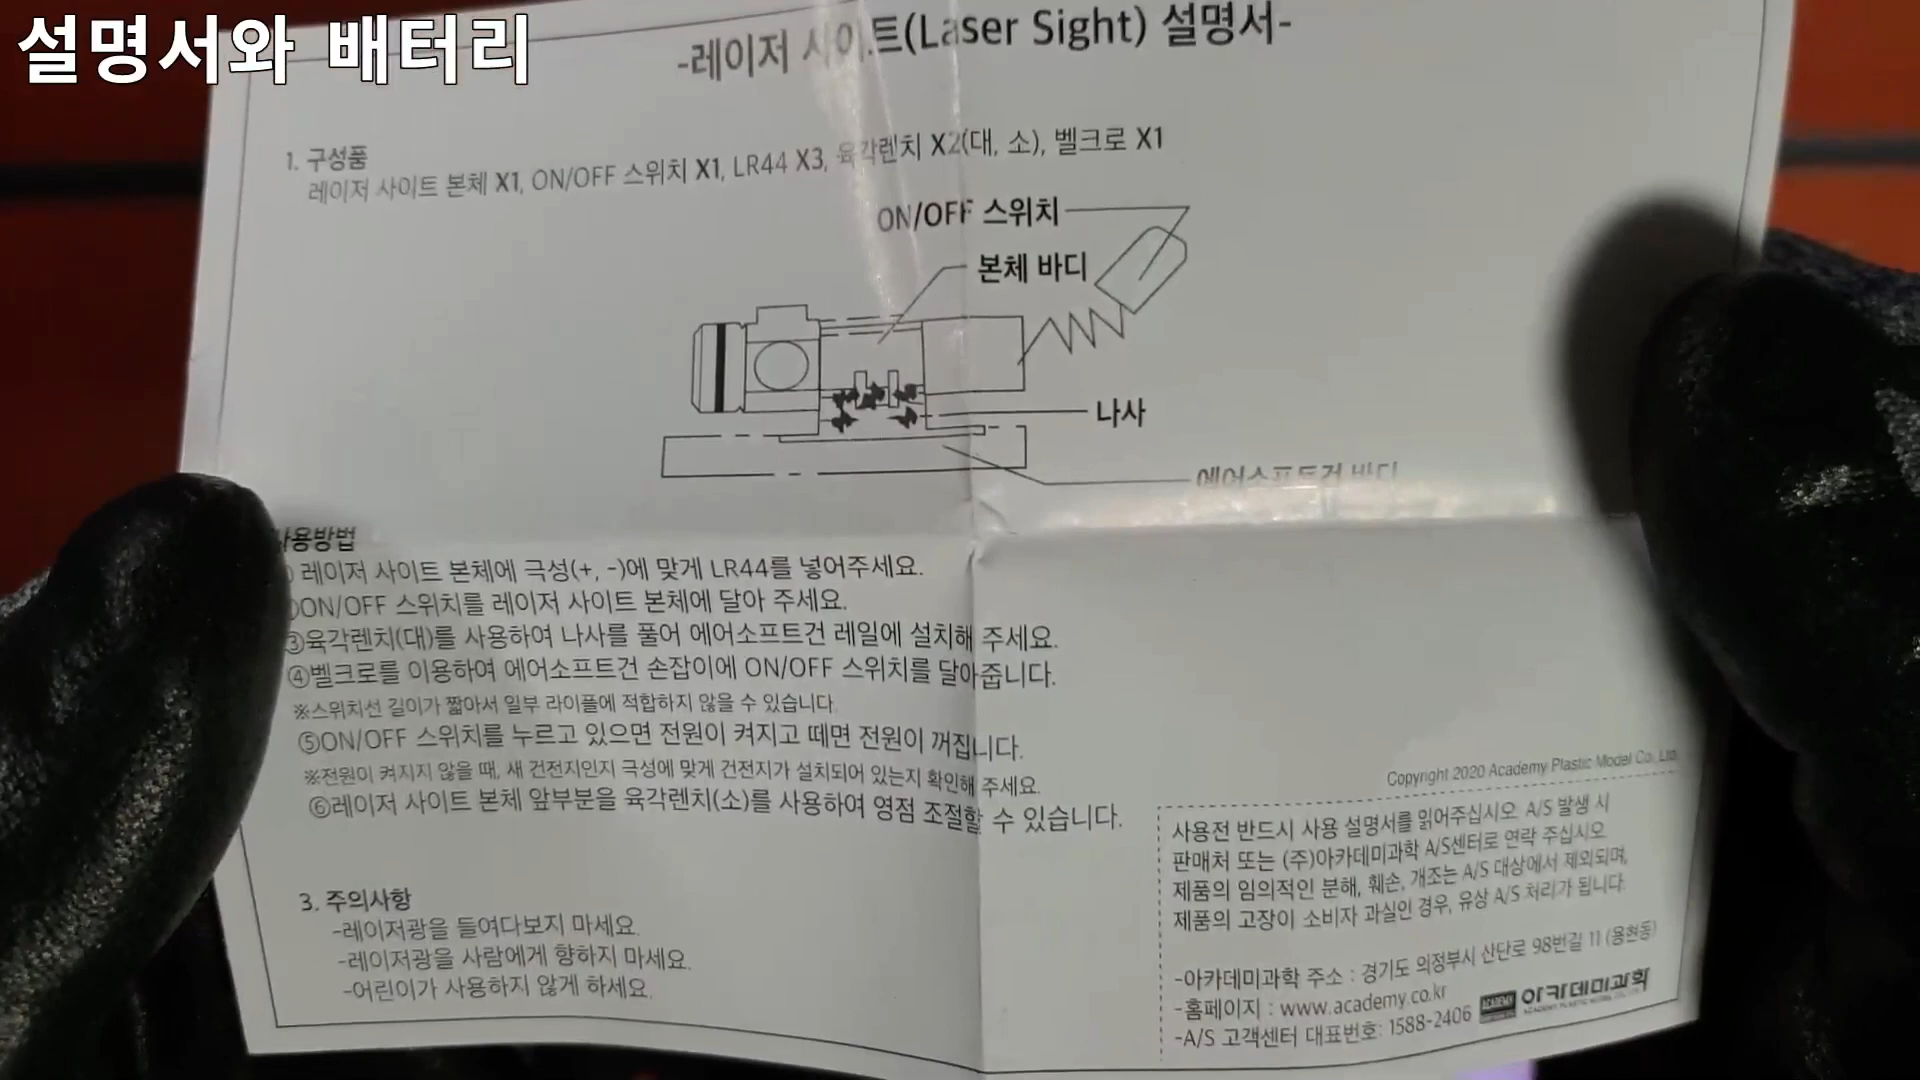 설명서와 배터리
-레이저 사이트(Laser Sight) 설명서-
1. 구성품
레이저 사이트 본체 X1, ON/OFF 스위치 X1, LR44 X3, 육각렌치 X2(대, 소), 벨크로 X1
ON/OFF 스위치
본체 바디
나사
에어소프트건 바디
사용방법
레이저 사이트 본체에 극성(+, -)에 맞게 LR44를 넣어주세요.
ON/OFF 스위치를 레이저 사이트 본체에 달아 주세요.
③육각렌치(대)를 사용하여 나사를 풀어 에어소프트건 레일에 설치해 주세요.
④벨크로를 이용하여 에어소프트건 손잡이에 ON/OFF 스위치를 달아줍니다.
※스위치선 길이가 짧아서 일부 라이플에 적합하지 않을 수 있습니다.
⑤ON/OFF 스위치를 누르고 있으면 전원이 켜지고 떼면 전원이 꺼집니다.
※전원이 켜지지 않을 때, 새 건전지인지 극성에 맞게 건전지가 설치되어 있는지 확인해 주세요.
⑥레이저 사이트 본체 앞부분을 육각렌치(소)를 사용하여 영점 조절할 수 있습니다.
3. 주의사항
-레이저광을 들여다보지 마세요.
-레이저광을 사람에게 향하지 마세요.
-어린이가 사용하지 않게 하세요.
Copyright 2020 Academy Plastic Model Co. Ltd.
사용전 반드시 사용 설명서를 읽어주십시오. A/S 발생 시
판매처 또는 (주)아카데미과학 A/S센터로 연락 주십시오.
제품의 임의적인 분해, 훼손, 개조는 A/S 대상에서 제외되며,
제품의 고장이 소비자 과실인 경우, 유상 A/S 처리가 됩니다.
-아카데미과학 주소 : 경기도 의정부시 산단로 98번길 11 (용현동)
-홈페이지 : www.academy.co.kr
-A/S 고객센터 대표번호: 1588-2406
ACADEMY 아카데미과학